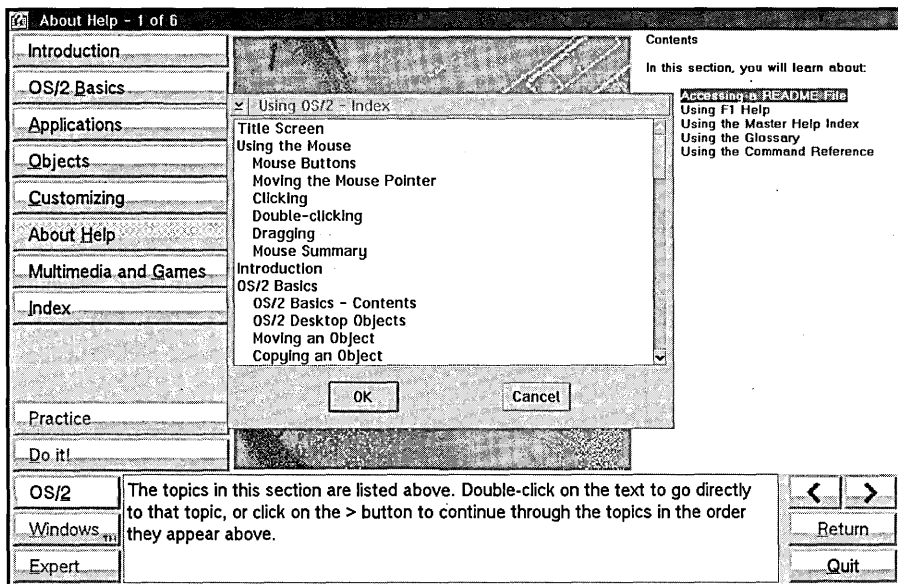 About Help - 1 of 6
Introduction
OS/2 Basics
Applications
Objects
Customizing
About Help
Multimedia and Games
Index
Practice
Do it!
OS/2
Windows TM
Expert
Using OS/2 - Index
Title Screen
Using the Mouse
Mouse Buttons
Moving the Mouse Pointer
Clicking
Double-clicking
Dragging
Mouse Summary
Introduction
OS/2 Basics
OS/2 Basics - Contents
OS/2 Desktop Objects
Moving an Object
Copying an Object
OK
Cancel
Contents
In this section, you will learn about:
Accessing a README File
Using F1 Help
Using the Master Help Index
Using the Glossary
Using the Command Reference
The topics in this section are listed above. Double-click on the text to go directly
to that topic, or click on the > button to continue through the topics in the order
they appear above.
< >
Return
Quit